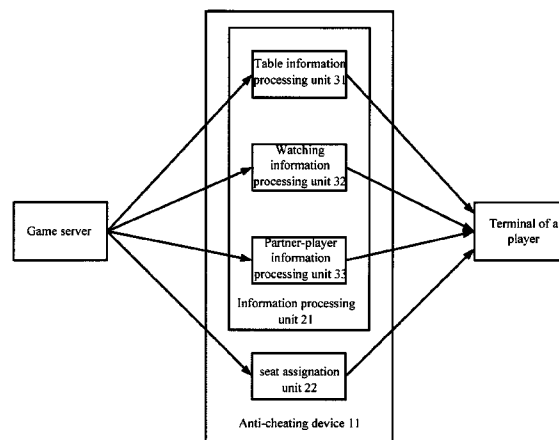 Table information
processing unit 31
Watching
information
processing unit 32
Game server
Terminal of a
player
Partner-player
information
processing unit 33
Information processing
unit 21
seat assignation
unit 22
Anti-cheating device 11